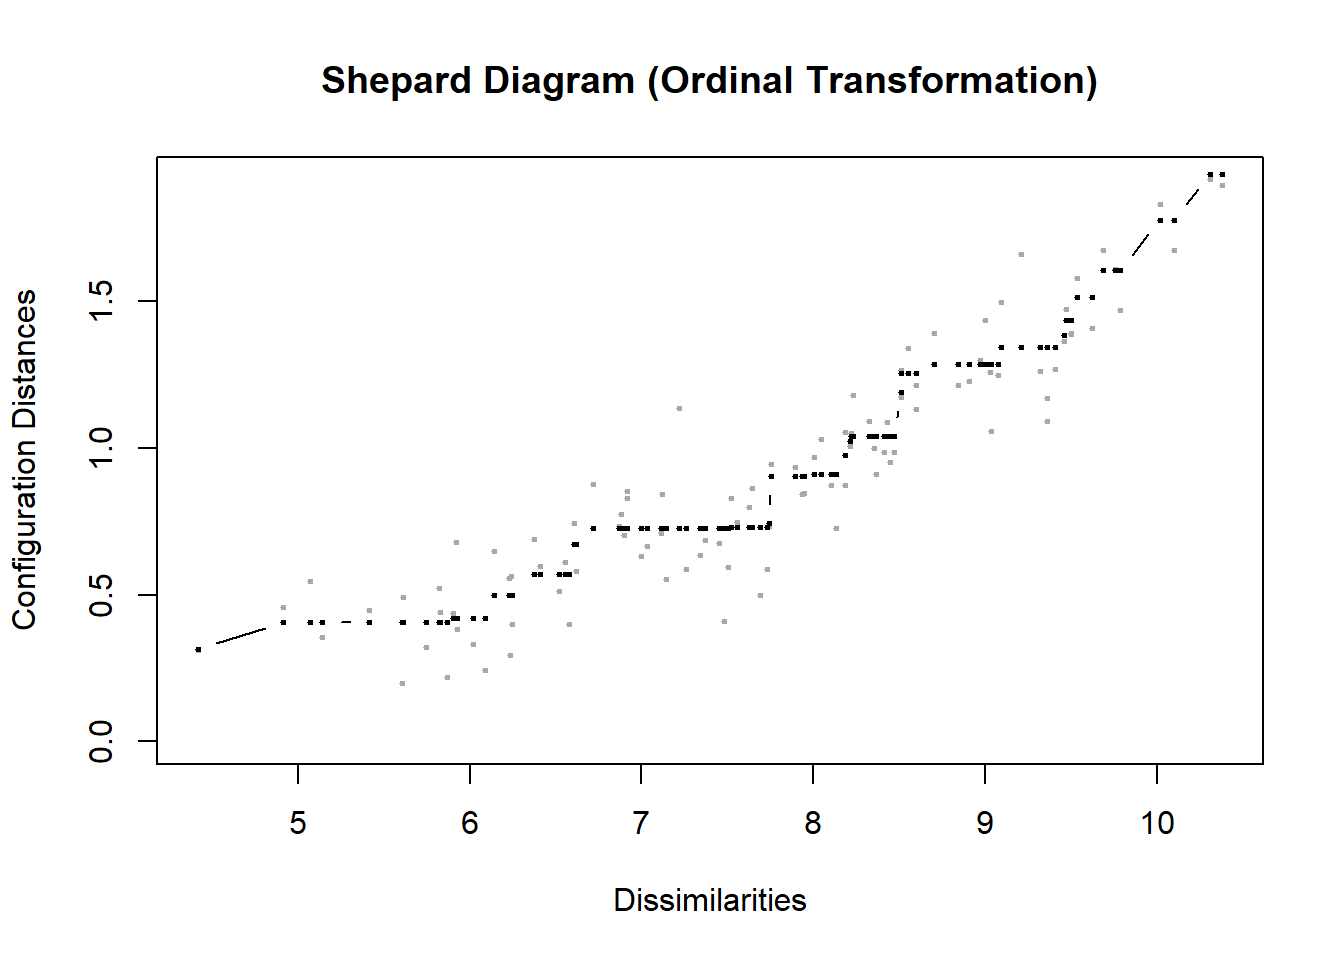 Shepard Diagram (Ordinal Transformation)
Configuration Distances
1.5
1.0
0.5
0.0
5 6 7 8 9 10
Dissimilarities